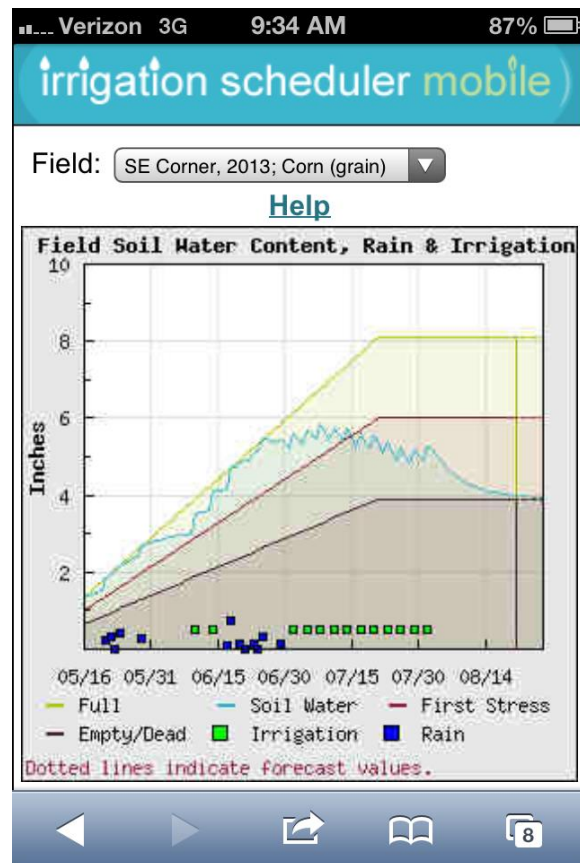 Verizon 3G 9:34 AM 87%
irrigation scheduler mobile
Field: SE Corner, 2013; Corn (grain)
Help
Field Soil Water Content, Rain & Irrigation
10
8
6
4
2
Inches
05/16 05/31 06/15 06/30 07/15 07/30 08/14
Full Soil Water First Stress
Empty/Dead Irrigation Rain
Dotted lines indicate forecast values.
8